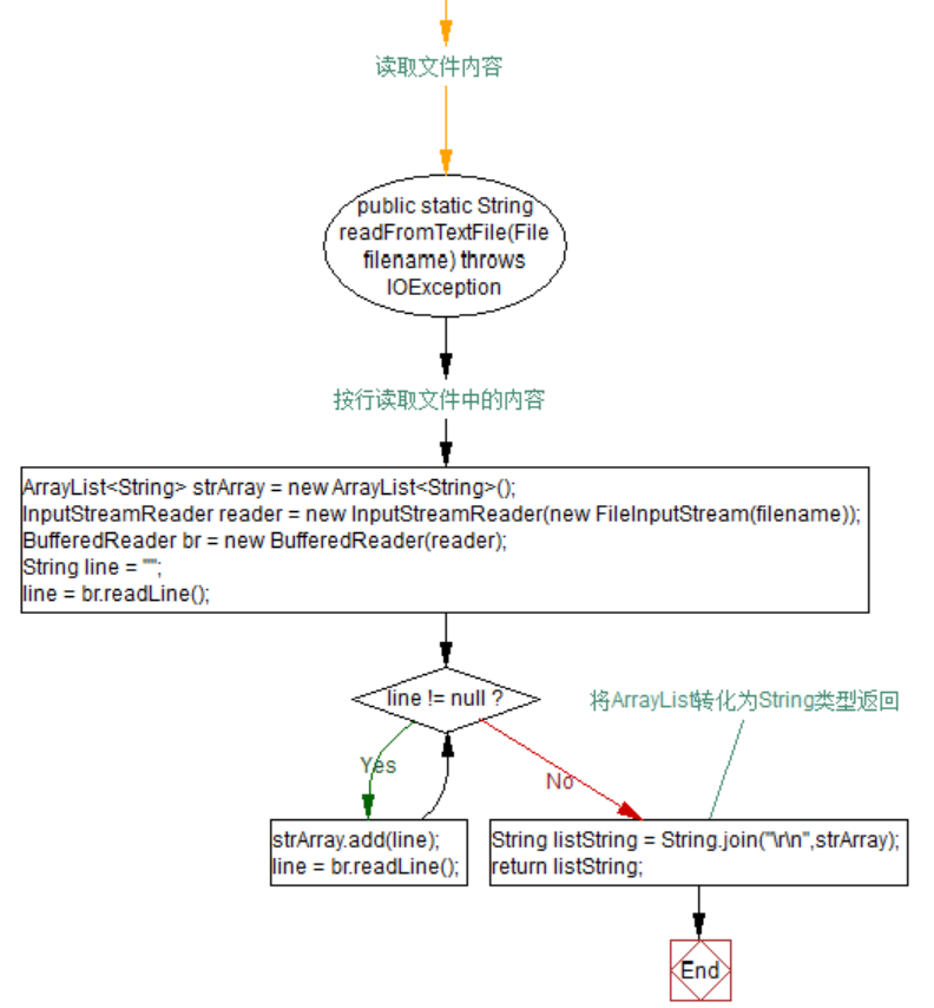 读取文件内容
public static String
readFromTextFile(File
filename) throws
IOException
按行读取文件中的内容
ArrayList<String> strArray = new ArrayList<String>();
InputStreamReader reader = new InputStreamReader(new FileInputStream(filename));
BufferedReader br = new BufferedReader(reader);
String line = "";
line = br.readLine();
line != null ?
将ArrayList转化为String类型返回
Yes
No
strArray.add(line);
line = br.readLine();
String listString = String.join("\r\n",strArray);
return listString;
End